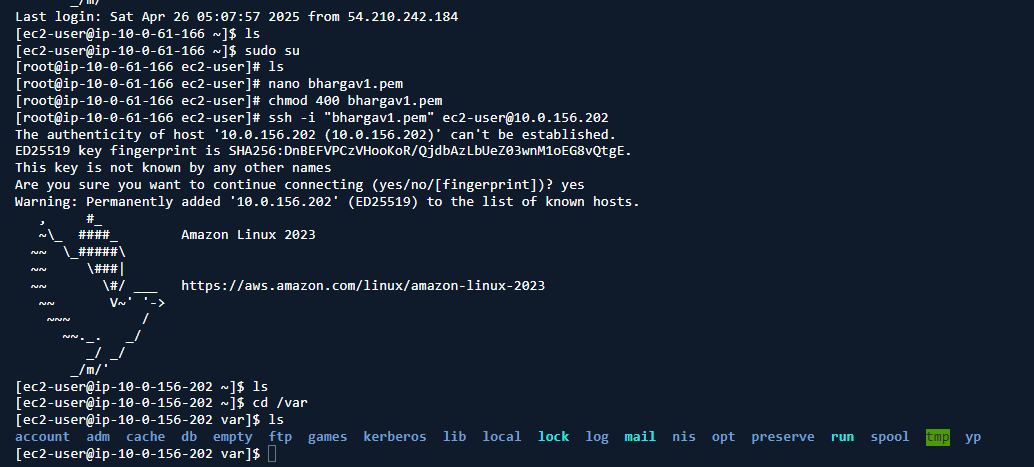 _/m/'
Last login: Sat Apr 26 05:07:57 2025 from 54.210.242.184
[ec2-user@ip-10-0-61-166 ~]$ ls
[ec2-user@ip-10-0-61-166 ~]$ sudo su
[root@ip-10-0-61-166 ec2-user]# ls
[root@ip-10-0-61-166 ec2-user]# nano bhargav1.pem
[root@ip-10-0-61-166 ec2-user]# chmod 400 bhargav1.pem
[root@ip-10-0-61-166 ec2-user]# ssh -i "bhargav1.pem" ec2-user@10.0.156.202
The authenticity of host '10.0.156.202 (10.0.156.202)' can't be established.
ED25519 key fingerprint is SHA256:DnBEFVPCzVHooKoR/QjdbAzLbUeZ03wnM1oEG8vQtgE.
This key is not known by any other names
Are you sure you want to continue connecting (yes/no/[fingerprint])? yes
Warning: Permanently added '10.0.156.202' (ED25519) to the list of known hosts.
   ,     #_
   ~\_  ####_        Amazon Linux 2023
  ~~  \_#####\
  ~~     \###|
  ~~       \#/ ___   https://aws.amazon.com/linux/amazon-linux-2023
   ~~       V~' '->
    ~~~         /
      ~~._.   _/
         _/ _/
       _/m/'
[ec2-user@ip-10-0-156-202 ~]$ ls
[ec2-user@ip-10-0-156-202 ~]$ cd /var
[ec2-user@ip-10-0-156-202 var]$ ls
account  adm  cache  db  empty  ftp  games  kerberos  lib  local  lock  log  mail  nis  opt  preserve  run  spool  tmp  yp
[ec2-user@ip-10-0-156-202 var]$